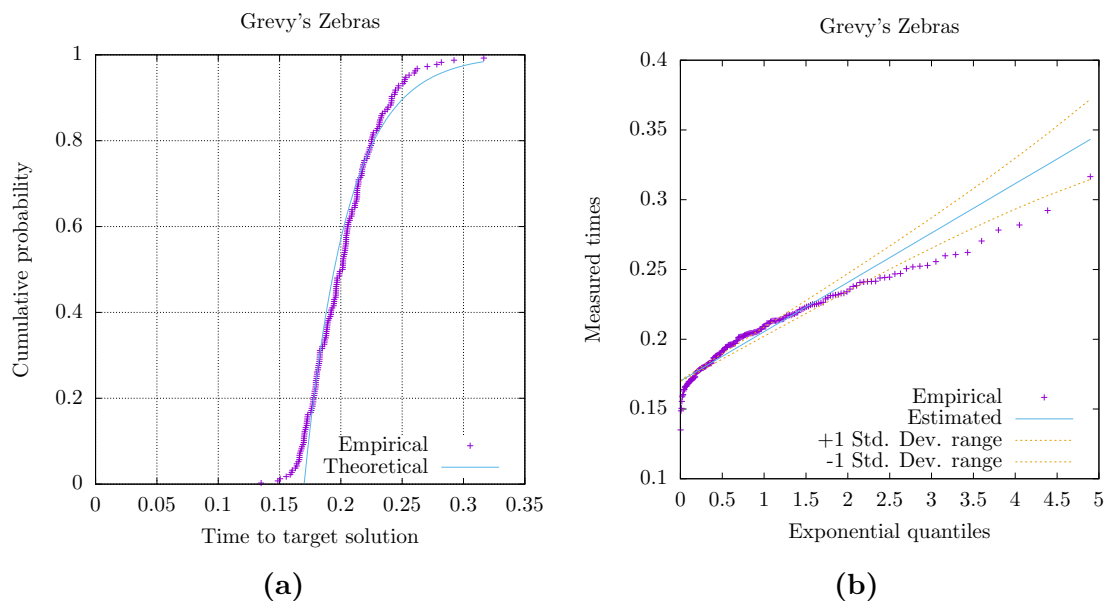 Grevy's Zebras
1
0.8
0.6
0.4
0.2
0
0
0.05
0.1
0.15
0.2
0.25
0.3
0.35
Cumulative probability
Time to target solution
Empirical
Theoretical
(a)
Grevy's Zebras
0.4
0.35
0.3
0.25
0.2
0.15
0.1
0
0.5
1
1.5
2
2.5
3
3.5
4
4.5
5
Measured times
Exponential quantiles
Empirical
Estimated
+1 Std. Dev. range
-1 Std. Dev. range
(b)